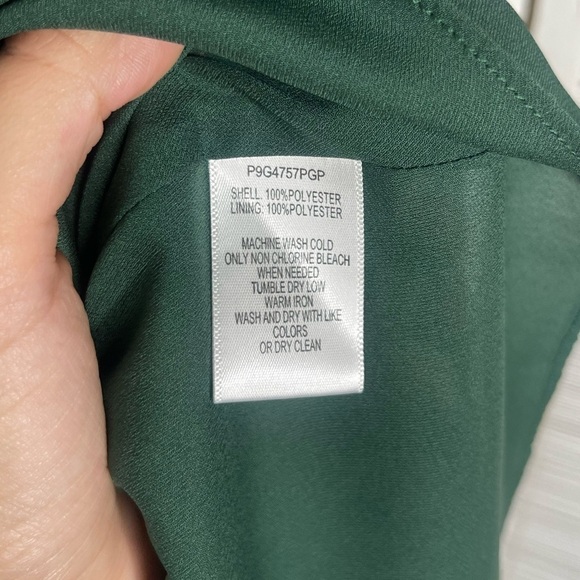 P9G4757PGP
SHELL: 100%POLYESTER
LINING: 100%POLYESTER
MACHINE WASH COLD
ONLY NON CHLORINE BLEACH
WHEN NEEDED
TUMBLE DRY LOW
WARM IRON
WASH AND DRY WITH LIKE
COLORS
OR DRY CLEAN